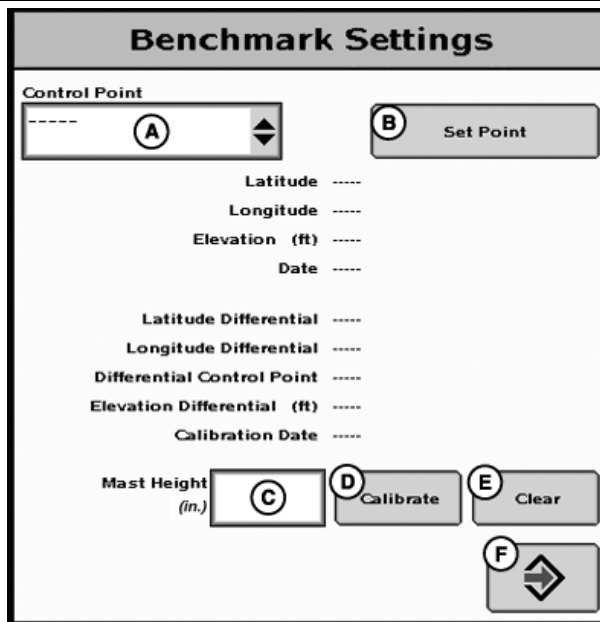 Benchmark Settings
Control Point
-----
A
B
Set Point
Latitude -----
Longitude -----
Elevation (ft) -----
Date -----
Latitude Differential -----
Longitude Differential -----
Differential Control Point -----
Elevation Differential (ft) -----
Calibration Date -----
Mast Height
(in.)
C
D
Calibrate
E
Clear
F